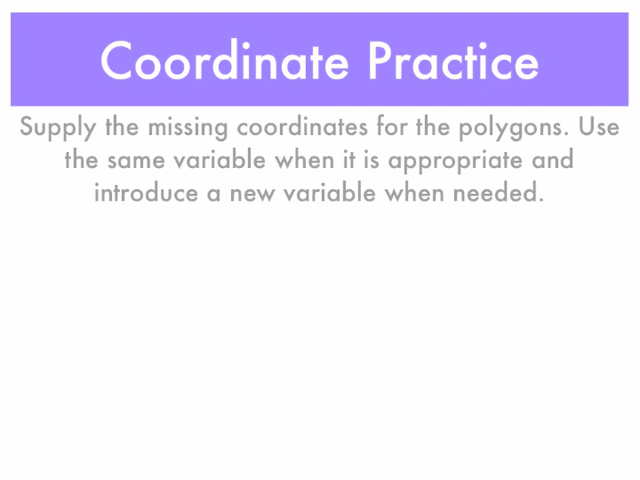 Coordinate Practice
Supply the missing coordinates for the polygons. Use
the same variable when it is appropriate and
introduce a new variable when needed.